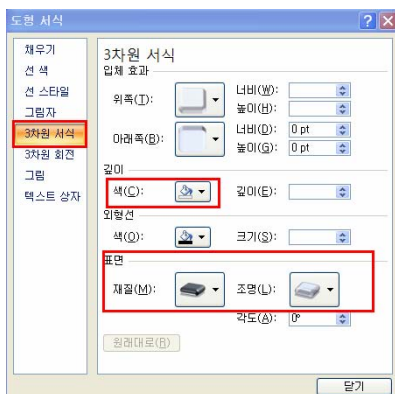 도형 서식
채우기
선 색
선 스타일
그림자
3차원 서식
3차원 회전
그림
텍스트 상자
3차원 서식
입체 효과
위쪽(T): 너비(W):
높이(H):
아래쪽(B): 너비(D): 0 pt
높이(G): 0 pt
깊이
색(C): 깊이(E):
외형선
색(O): 크기(S):
표면
재질(M): 조명(L):
각도(A): 0°
원래대로(R)
닫기